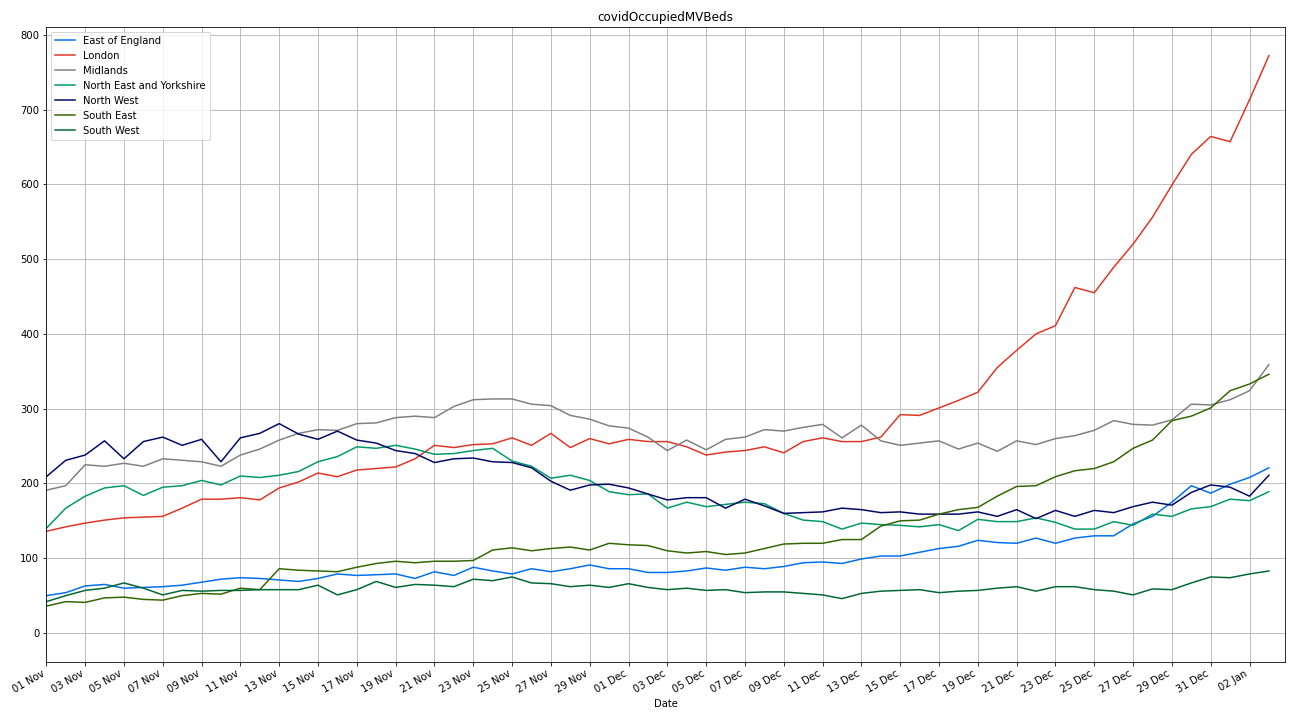 covidOccupiedMVBeds
800
700
600
500
400
300
200
100
0
East of England
London
Midlands
North East and Yorkshire
North West
South East
South West
01 Nov
03 Nov
05 Nov
07 Nov
09 Nov
11 Nov
13 Nov
15 Nov
17 Nov
19 Nov
21 Nov
23 Nov
25 Nov
27 Nov
29 Nov
01 Dec
03 Dec
05 Dec
07 Dec
09 Dec
11 Dec
13 Dec
15 Dec
17 Dec
19 Dec
21 Dec
23 Dec
25 Dec
27 Dec
29 Dec
31 Dec
02 Jan
Date